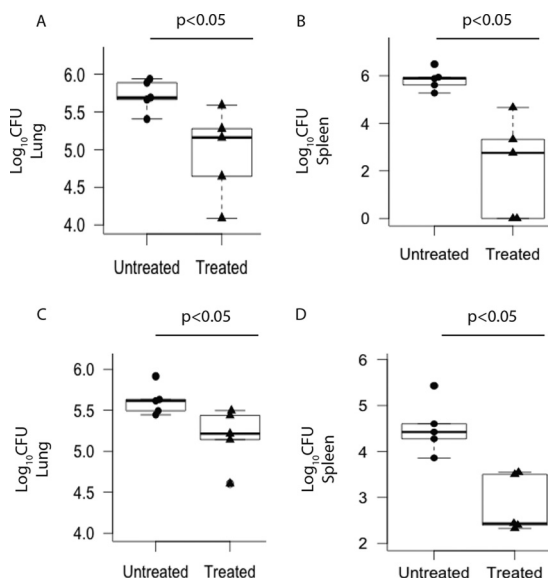 A
p<0.05
Log10CFU
Lung
6.0
5.5
5.0
4.5
4.0
Untreated
Treated
B
p<0.05
Log10CFU
Spleen
6
4
2
0
Untreated
Treated
C
p<0.05
Log10CFU
Lung
6.0
5.5
5.0
4.5
4.0
Untreated
Treated
D
p<0.05
Log10CFU
Spleen
6
5
4
3
2
Untreated
Treated